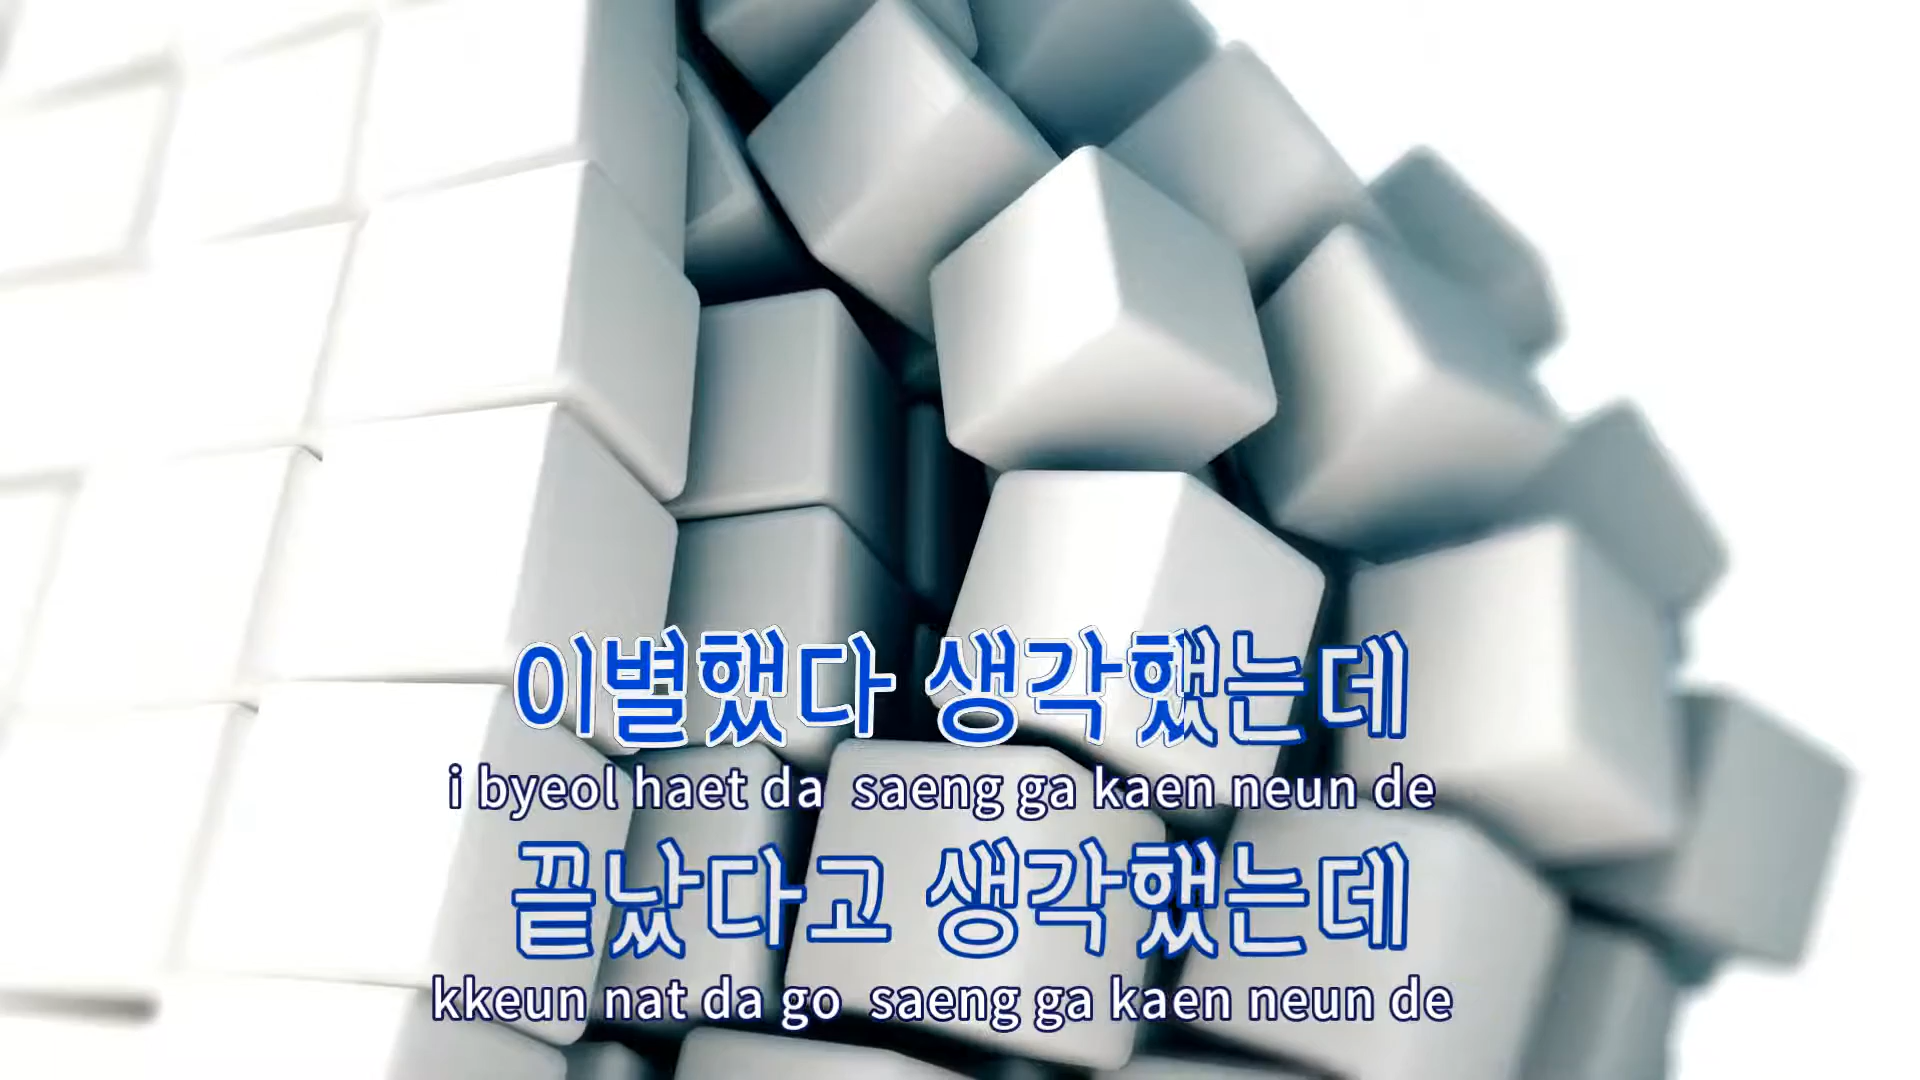 이별했다 생각했는데
i byeol haet da saeng ga kaen neun de
끝났다고 생각했는데
kkeun nat da go saeng ga kaen neun de